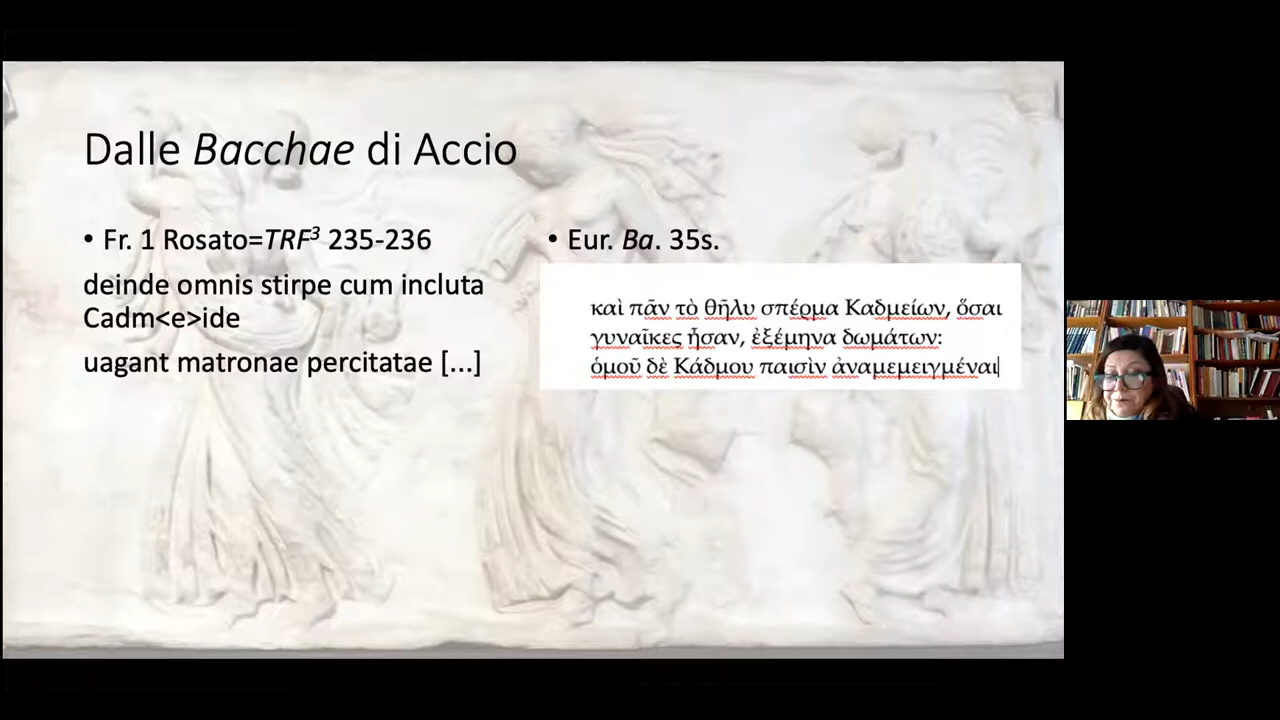 Dalle Bacchae di Accio
• Fr. 1 Rosato=TRF³ 235-236
deinde omnis stirpe cum incluta
Cadm<e>ide
uagant matronae percitatae [...]
• Eur. Ba. 35s.
καὶ πᾶν τὸ θῆλυ σπέρμα Καδμείων, ὅσαι
γυναῖκες ἦσαν, ἐξέμηνα δωμάτων:
ὁμοῦ δὲ Κάδμου παισὶν ἀναμεμειγμέναι